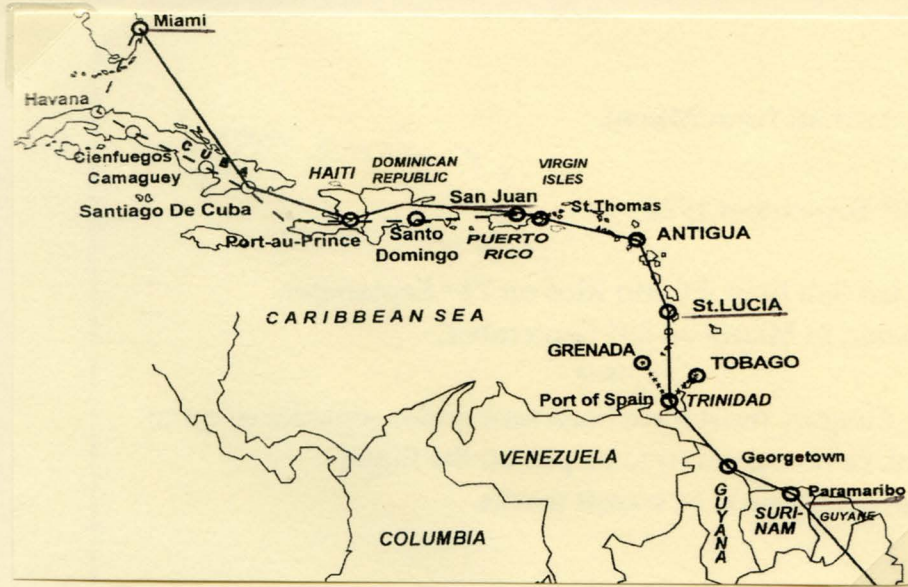 Miami
Havana
Cienfuegos
CUBA
Camaguey
Santiago De Cuba
HAITI
DOMINICAN
REPUBLIC
Port-au-Prince
Santo
Domingo
San Juan
PUERTO
RICO
VIRGIN
ISLES
St.Thomas
ANTIGUA
St.LUCIA
CARIBBEAN SEA
GRENADA
TOBAGO
Port of Spain
TRINIDAD
VENEZUELA
Georgetown
Paramaribo
GUYANA
SURI-
NAM
GUYANE
COLUMBIA